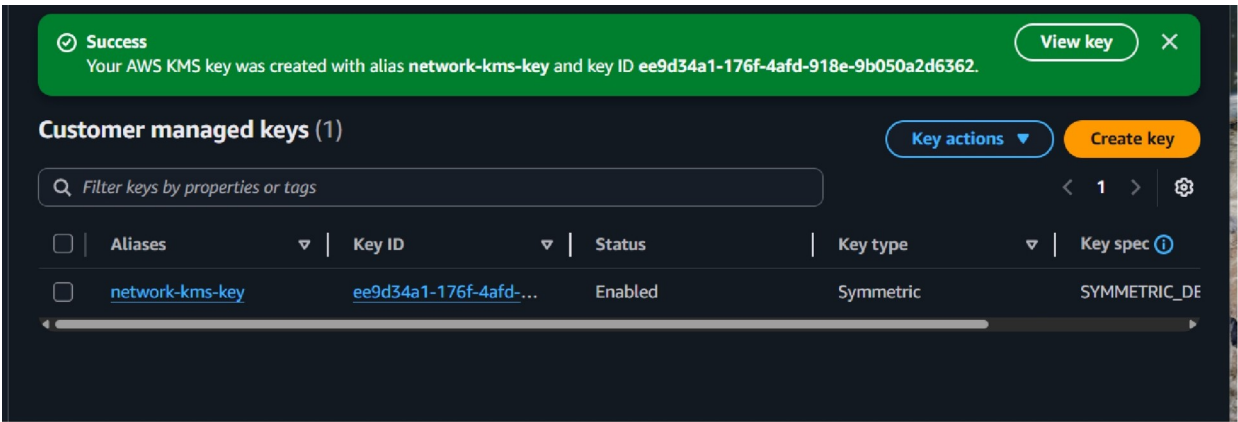 Success
View key
Your AWS KMS key was created with alias network-kms-key and key ID ee9d34a1-176f-4afd-918e-9b050a2d6362.
Customer managed keys (1)
Key actions
Create key
Filter keys by properties or tags
1
Aliases Key ID Status Key type Key spec
network-kms-key ee9d34a1-176f-4afd-... Enabled Symmetric SYMMETRIC_DE